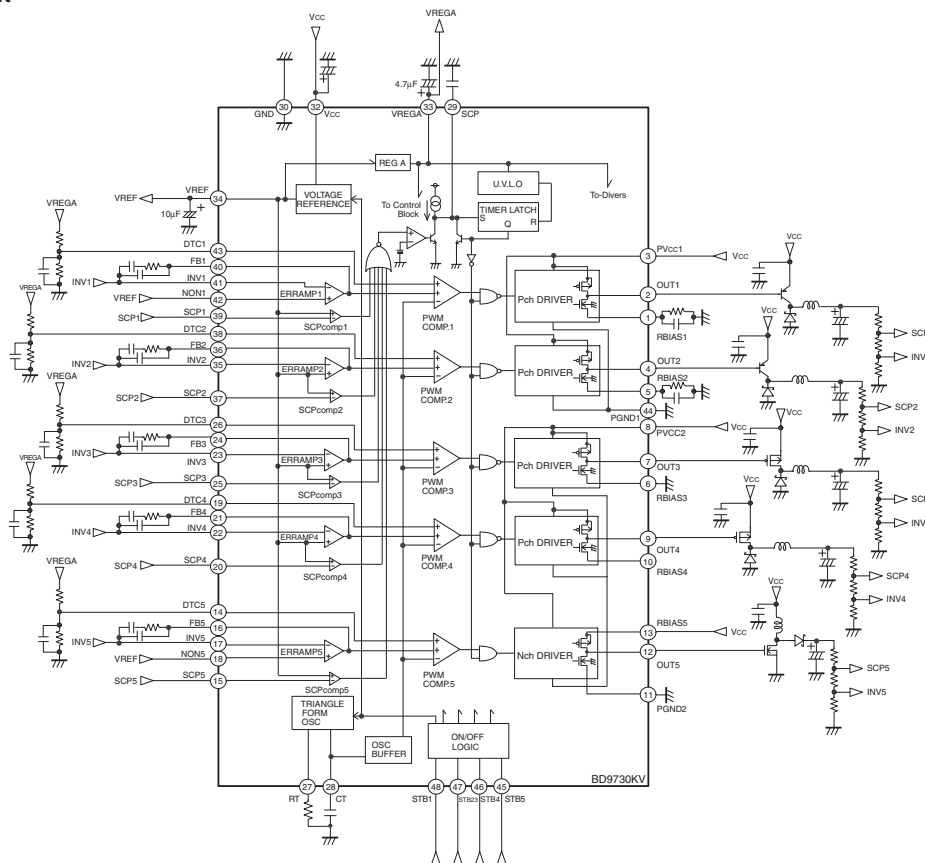 Vcc
VREGA
4.7μF
+
30
32
33
29
GND
Vcc
VREGA
SCP
REG A
U.V.L.O
To-Divers
VREF
VREF
34
VOLTAGE
REFERENCE
To Control
Block
TIMER LATCH
S
Q
R
10μF
+
VREGA
DTC1
43
FB1
40
INV1
INV1
41
VREF
NON1
42
ERRAMP1
SCP1
SCP1
39
SCPcomp1
PWM
COMP.1
Pch DRIVER
3
PVcc1
Vcc
Vcc
2
OUT1
1
RBIAS1
SC
INV
VREGA
DTC2
38
FB2
36
INV2
INV2
35
ERRAMP2
SCP2
SCP2
37
SCPcomp2
PWM
COMP.2
Pch DRIVER
Vcc
OUT2
4
RBIAS2
5
PGND1
44
SCP2
INV2
VREGA
DTC3
26
24
FB3
INV3
23
INV3
ERRAMP3
SCP3
SCP3
25
SCPcomp3
PWM
COMP.3
Pch DRIVER
8
PVCC2
Vcc
Vcc
7
OUT3
6
RBIAS3
SC
INV
VREGA
DTC4
19
FB4
21
INV4
INV4
22
ERRAMP4
SCP4
SCP4
20
SCPcomp4
PWM
COMP.4
Pch DRIVER
Vcc
9
OUT4
10
RBIAS4
SCP4
INV4
VREGA
DTC5
14
FB5
16
INV5
INV5
17
VREF
NON5
18
ERRAMP5
SCP5
SCP5
15
SCPcomp5
PWM
COMP.5
Nch DRIVER
RBIAS5
13
Vcc
Vcc
12
OUT5
11
PGND2
SCP5
INV5
TRIANGLE
FORM
OSC
OSC
BUFFER
ON/OFF
LOGIC
BD9730KV
27
28
48
47
46
45
RT
CT
STB1
STB23
STB4
STB5